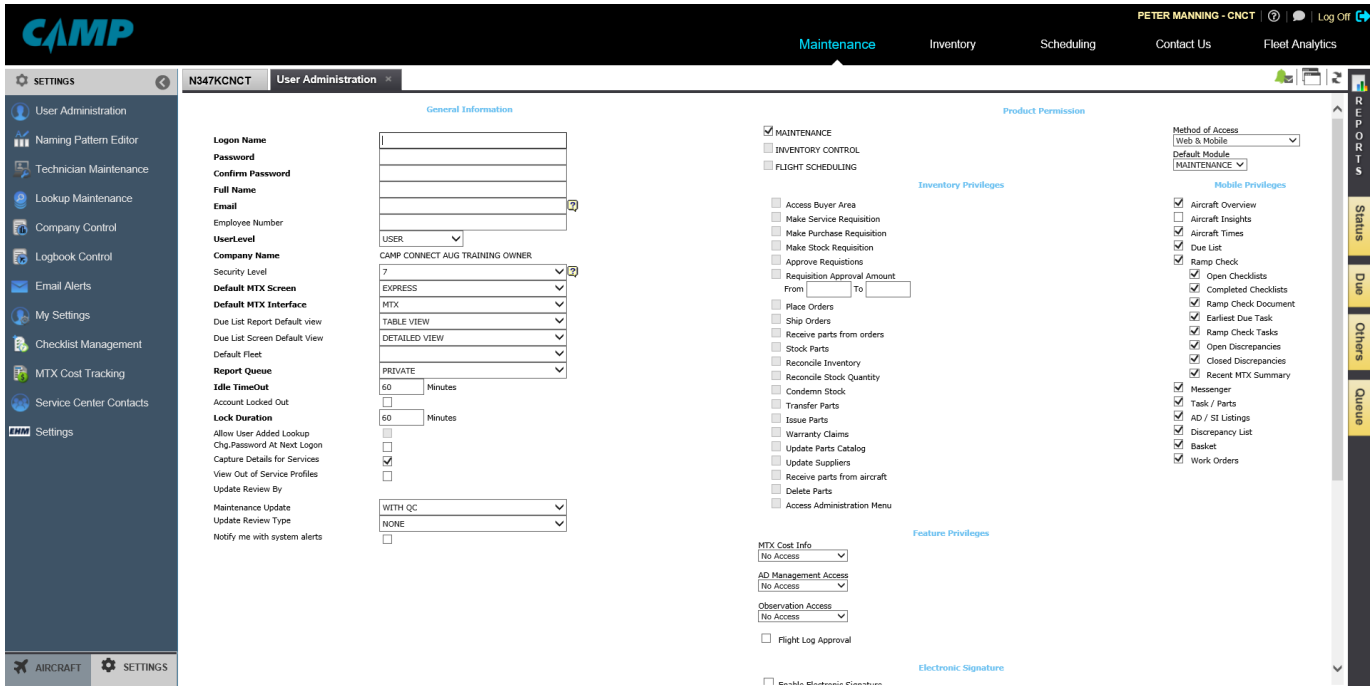 CAMP
PETER MANNING - CNCT
Log Off
Maintenance
Inventory
Scheduling
Contact Us
Fleet Analytics
SETTINGS
User Administration
Naming Pattern Editor
Technician Maintenance
Lookup Maintenance
Company Control
Logbook Control
Email Alerts
My Settings
Checklist Management
MTX Cost Tracking
Service Center Contacts
EHM Settings
AIRCRAFT
SETTINGS
N347KCNCT
User Administration ×
General Information
Logon Name
Password
Confirm Password
Full Name
Email
Employee Number
UserLevel USER
Company Name CAMP CONNECT AUG TRAINING OWNER
Security Level 7
Default MTX Screen EXPRESS
Default MTX Interface MTX
Due List Report Default view TABLE VIEW
Due List Screen Default View DETAILED VIEW
Default Fleet
Report Queue PRIVATE
Idle TimeOut 60 Minutes
Account Locked Out
Lock Duration 60 Minutes
Allow User Added Lookup
Chg.Password At Next Logon
Capture Details for Services
View Out of Service Profiles
Update Review By
Maintenance Update WITH QC
Update Review Type NONE
Notify me with system alerts
Product Permission
MAINTENANCE
INVENTORY CONTROL
FLIGHT SCHEDULING
Method of Access
Web & Mobile
Default Module
MAINTENANCE
Inventory Privileges
Access Buyer Area
Make Service Requisition
Make Purchase Requisition
Make Stock Requisition
Approve Requistions
Requisition Approval Amount
From To
Place Orders
Ship Orders
Receive parts from orders
Stock Parts
Reconcile Inventory
Reconcile Stock Quantity
Condemn Stock
Transfer Parts
Issue Parts
Warranty Claims
Update Parts Catalog
Update Suppliers
Receive parts from aircraft
Delete Parts
Access Administration Menu
Mobile Privileges
Aircraft Overview
Aircraft Insights
Aircraft Times
Due List
Ramp Check
Open Checklists
Completed Checklists
Ramp Check Document
Earliest Due Task
Ramp Check Tasks
Open Discrepancies
Closed Discrepancies
Recent MTX Summary
Messenger
Task / Parts
AD / SI Listings
Discrepancy List
Basket
Work Orders
Feature Privileges
MTX Cost Info
No Access
AD Management Access
No Access
Observation Access
No Access
Flight Log Approval
Electronic Signature
Enable Electronic Signature
REPORTS
Status
Due
Others
Queue